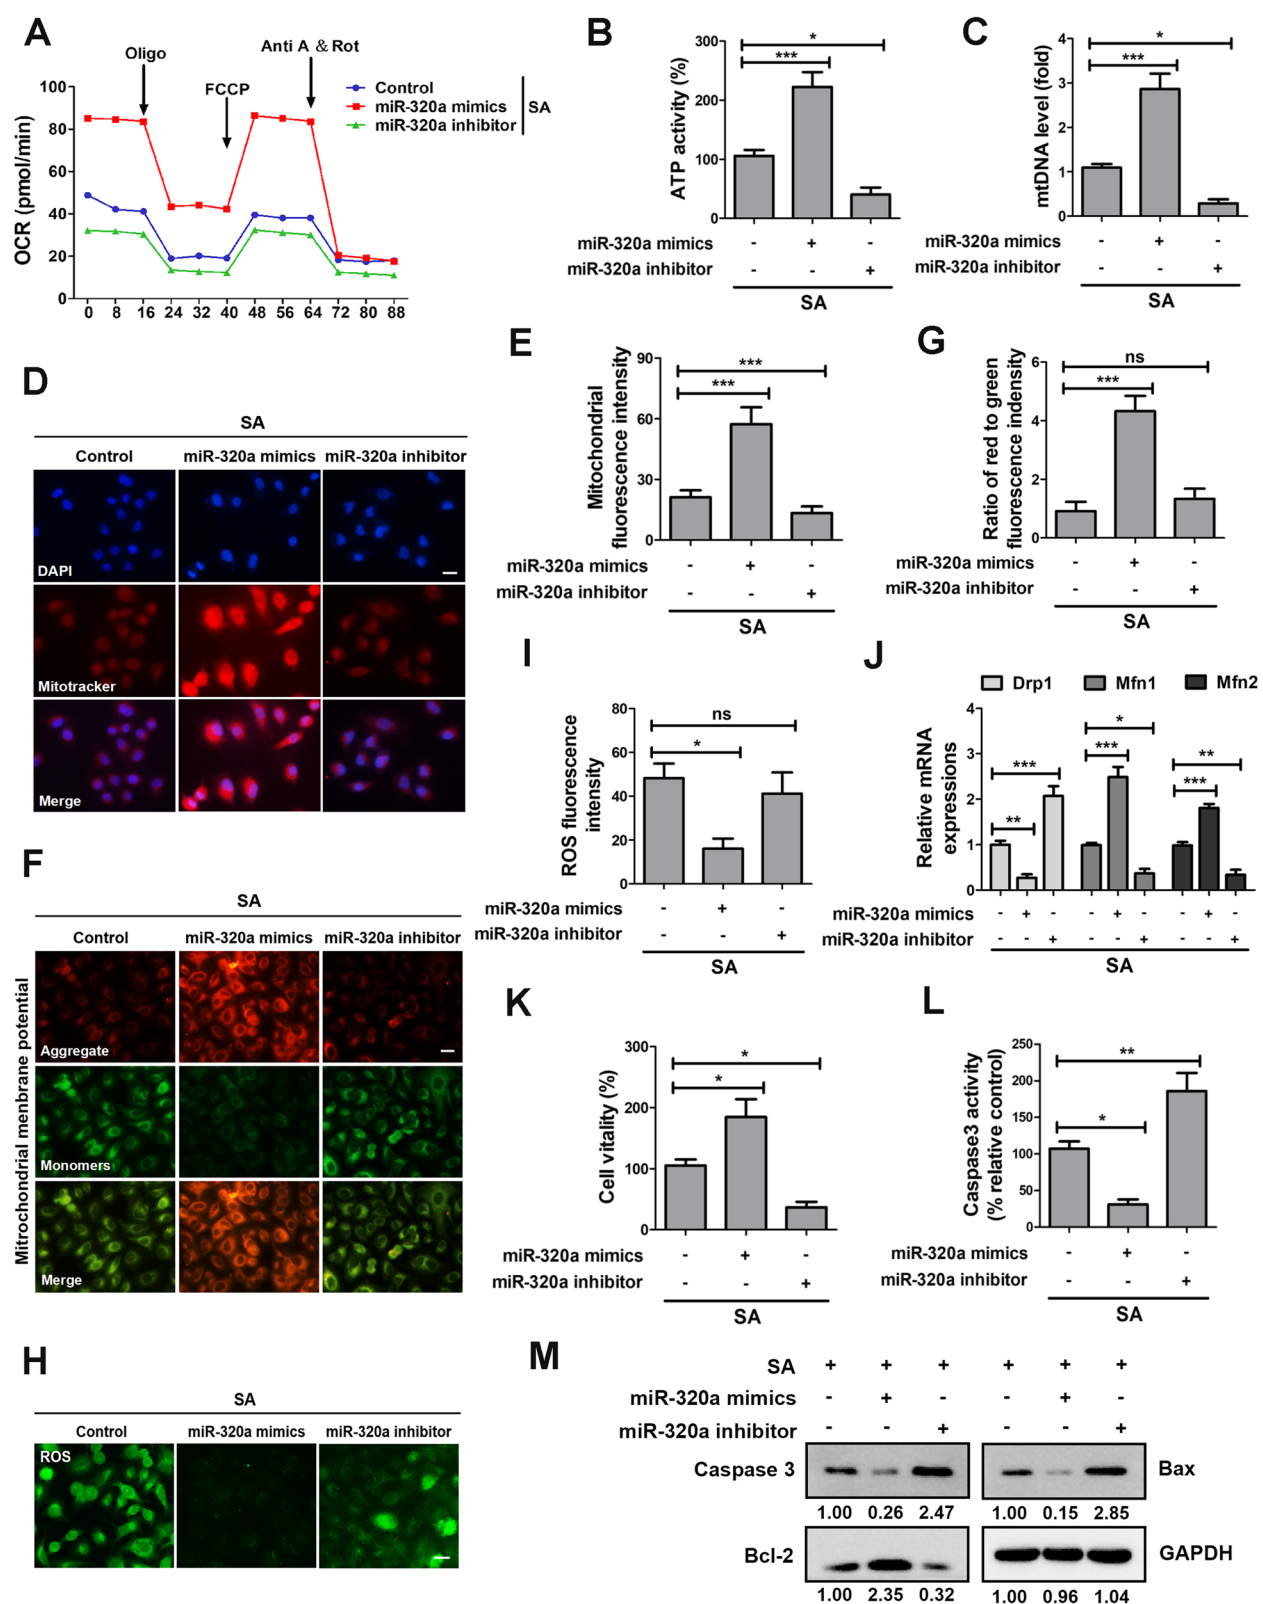 A
Oligo
Anti A & Rot
FCCP
Control
miR-320a mimics
miR-320a inhibitor
SA
OCR (pmol/min)
100
80
60
40
20
0
0 8 16 24 32 40 48 56 64 72 80 88
B
ATP activity (%)
300
200
100
0
*
***
miR-320a mimics - + -
miR-320a inhibitor - - +
SA
C
mtDNA level (fold)
4
3
2
1
0
*
***
miR-320a mimics - + -
miR-320a inhibitor - - +
SA
D
SA
Control miR-320a mimics miR-320a inhibitor
DAPI
Mitotracker
Merge
E
Mitochondrial
fluorescence intensity
90
60
30
0
***
***
miR-320a mimics - + -
miR-320a inhibitor - - +
SA
G
Ratio of red to green
fluorescence indensity
6
4
2
0
ns
***
miR-320a mimics - + -
miR-320a inhibitor - - +
SA
F
SA
Control miR-320a mimics miR-320a inhibitor
Mitrochondrial menbrane potential
Aggregate
Monomers
Merge
I
ROS fluorescence
intensity
80
60
40
20
0
ns
*
miR-320a mimics - + -
miR-320a inhibitor - - +
SA
J
Drp1 Mfn1 Mfn2
Relative mRNA
expressions
4
3
2
1
0
***
**
*
***
**
***
miR-320a mimics - + - - + - - + -
miR-320a inhibitor - - + - - + - - +
SA
K
Cell vitality (%)
300
200
100
0
*
*
miR-320a mimics - + -
miR-320a inhibitor - - +
SA
L
Caspase3 activity
(% relative control)
250
200
150
100
50
0
**
*
miR-320a mimics - + -
miR-320a inhibitor - - +
SA
H
SA
Control miR-320a mimics miR-320a inhibitor
ROS
M
SA + + + + + +
miR-320a mimics - + - - + -
miR-320a inhibitor - - + - - +
Caspase 3
1.00 0.26 2.47
Bax
1.00 0.15 2.85
Bcl-2
1.00 2.35 0.32
GAPDH
1.00 0.96 1.04